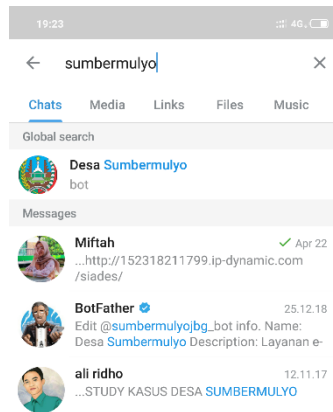 19:23
4G
sumbermulyo
Chats Media Links Files Music
Global search
Desa Sumbermulyo
bot
Messages
Miftah Apr 22
...http://152318211799.ip-dynamic.com
/siades/
BotFather 25.12.18
Edit @sumbermulyojbg_bot info. Name:
Desa Sumbermulyo Description: Layanan e-
ali ridho 12.11.17
...STUDY KASUS DESA SUMBERMULYO